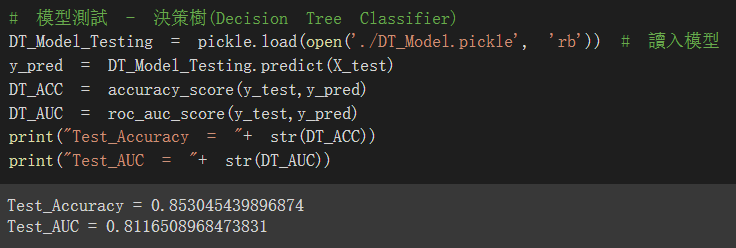 # 模型測試 - 決策樹(Decision Tree Classifier)
DT_Model_Testing = pickle.load(open('./DT_Model.pickle', 'rb')) # 讀入模型
y_pred = DT_Model_Testing.predict(X_test)
DT_ACC = accuracy_score(y_test,y_pred)
DT_AUC = roc_auc_score(y_test,y_pred)
print("Test_Accuracy = "+ str(DT_ACC))
print("Test_AUC = "+ str(DT_AUC))
Test_Accuracy = 0.853045439896874
Test_AUC = 0.8116508968473831